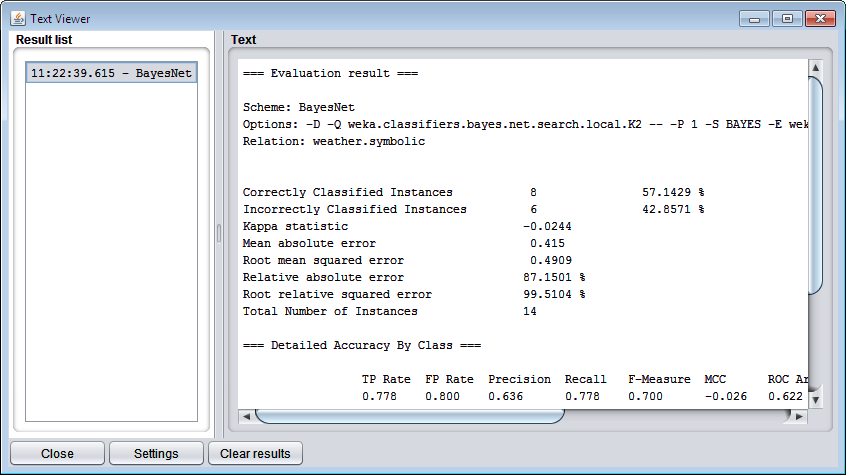 Text Viewer
Result list
11:22:39.615 - BayesNet
Text
=== Evaluation result ===
Scheme: BayesNet
Options: -D -Q weka.classifiers.bayes.net.search.local.K2 -- -P 1 -S BAYES -E wek
Relation: weather.symbolic
Correctly Classified Instances 8 57.1429 %
Incorrectly Classified Instances 6 42.8571 %
Kappa statistic -0.0244
Mean absolute error 0.415
Root mean squared error 0.4909
Relative absolute error 87.1501 %
Root relative squared error 99.5104 %
Total Number of Instances 14
=== Detailed Accuracy By Class ===
TP Rate FP Rate Precision Recall F-Measure MCC ROC Ar
0.778 0.800 0.636 0.778 0.700 -0.026 0.622
Close Settings Clear results